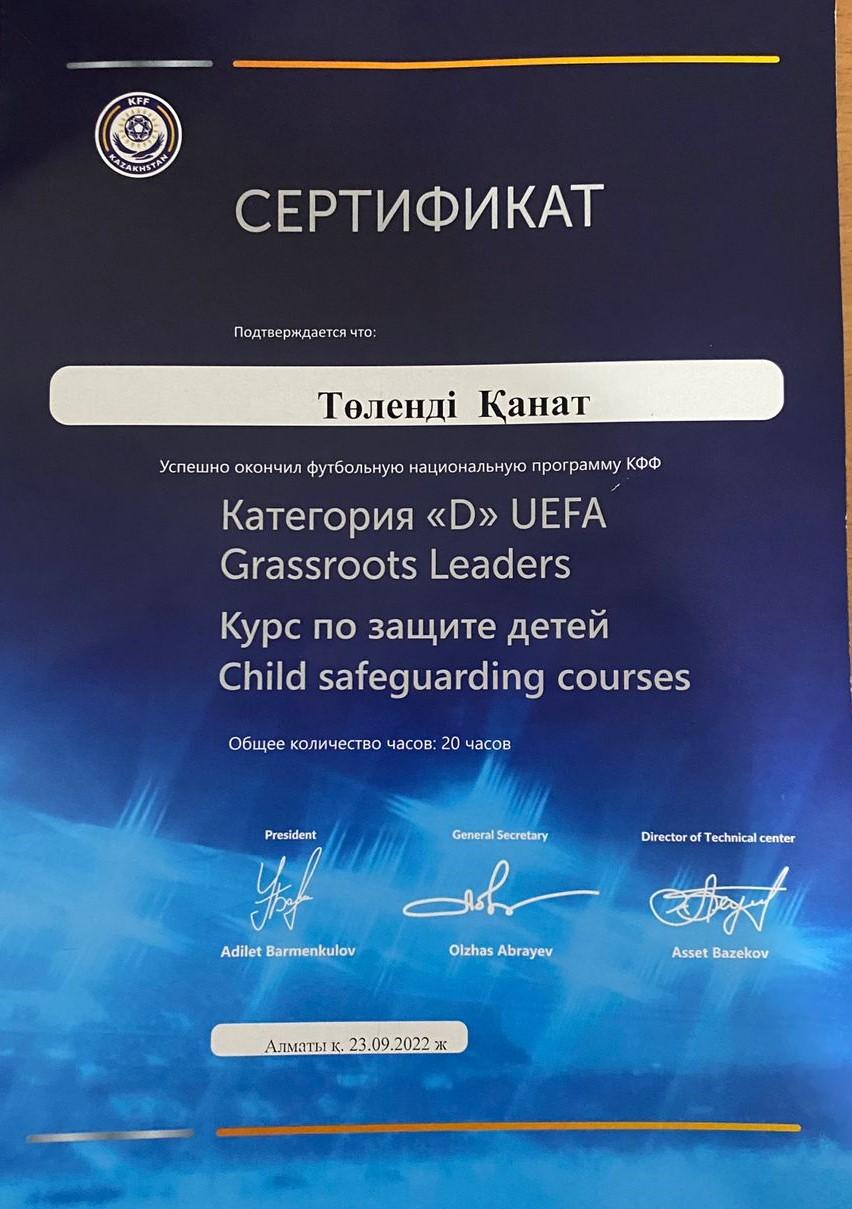 KFF
KAZAKHSTAN
СЕРТИФИКАТ
Подтверждается что:
Төленді Қанат
Успешно окончил футбольную национальную программу КФФ
Категория «D» UEFA
Grassroots Leaders
Курс по защите детей
Child safeguarding courses
Общее количество часов: 20 часов
President General Secretary Director of Technical center
Adilet Barmenkulov Olzhas Abrayev Asset Bazekov
Алматы қ. 23.09.2022 ж